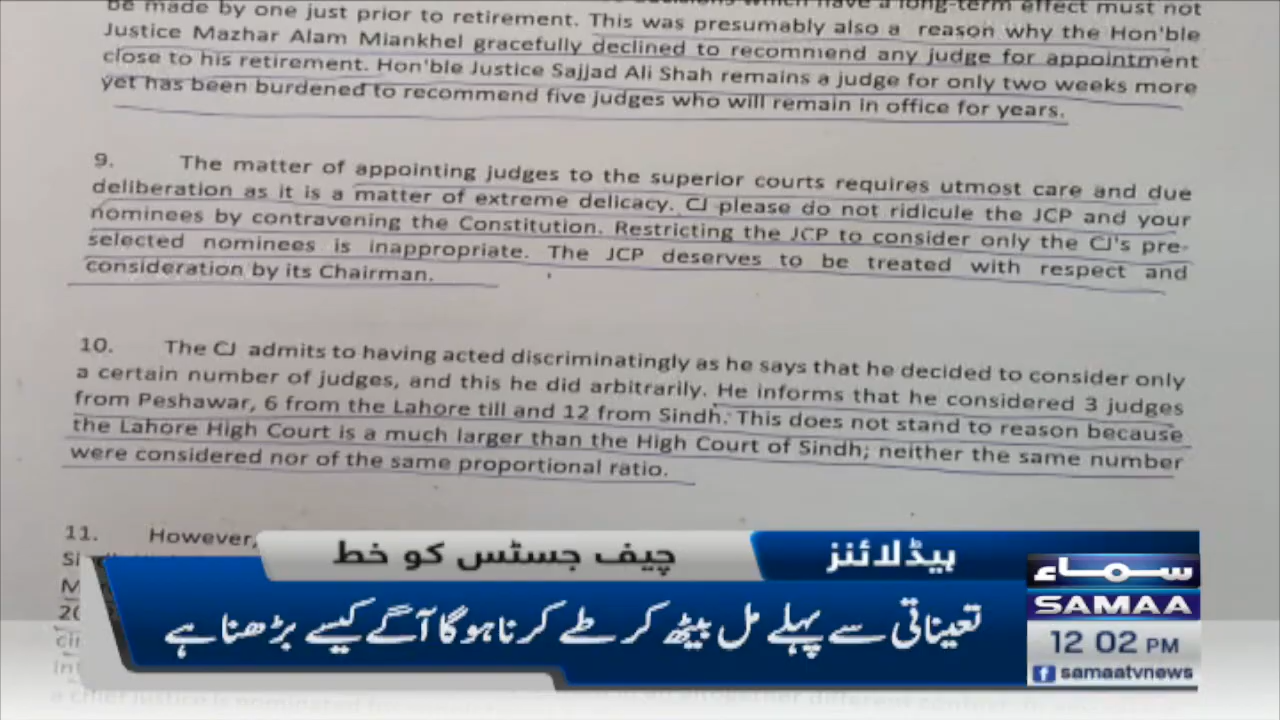 be made by one just prior to retirement. This was presumably also a reason why the Hon'ble
Justice Mazhar Alam Miankhel gracefully declined to recommend any judge for appointment
close to his retirement. Hon'ble Justice Sajjad Ali Shah remains a judge for only two weeks more
yet has been burdened to recommend five judges who will remain in office for years.
9. The matter of appointing judges to the superior courts requires utmost care and due
deliberation as it is a matter of extreme delicacy. CJ please do not ridicule the JCP and your
nominees by contravening the Constitution. Restricting the JCP to consider only the CJ's pre-
selected nominees is inappropriate. The JCP deserves to be treated with respect and
consideration by its Chairman.
10. The CJ admits to having acted discriminatingly as he says that he decided to consider only
a certain number of judges, and this he did arbitrarily. He informs that he considered 3 judges
from Peshawar, 6 from the Lahore till and 12 from Sindh. This does not stand to reason because
the Lahore High Court is a much larger than the High Court of Sindh; neither the same number
were considered nor of the same proportional ratio.
11. However,
ہیڈلائنز
چیف جسٹس کو خط
تعیناتی سے پہلے مل بیٹھ کر طے کرنا ہوگا آگے کیسے بڑھنا ہے
سماء
SAMAA
12 02 PM
samaatvnews